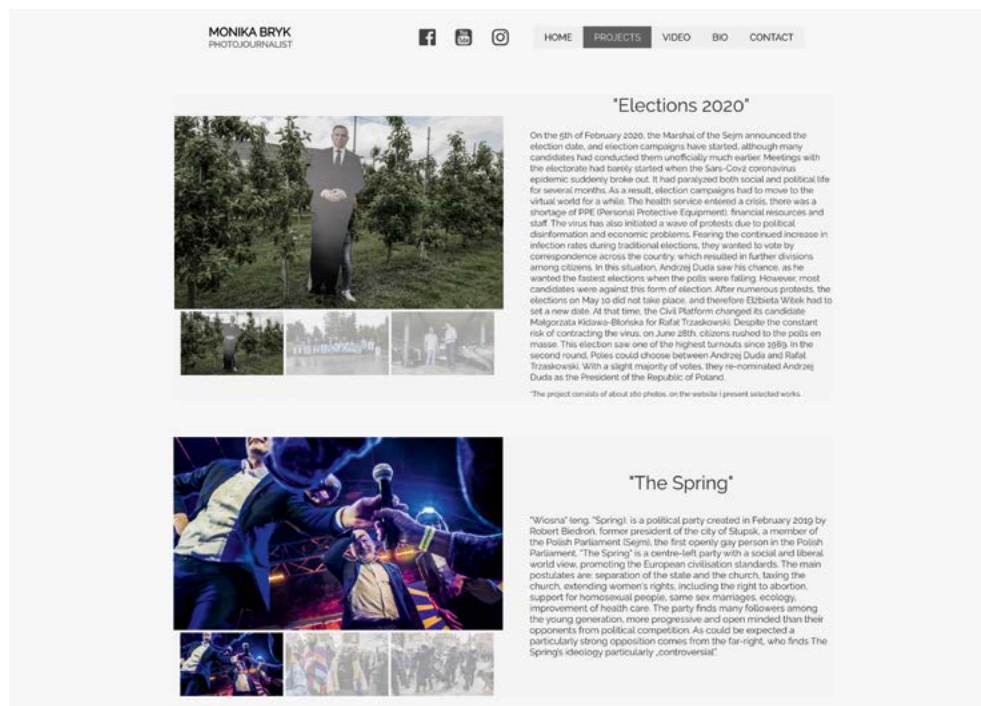 MONIKA BRYK
PHOTOJOURNALIST
You
Tube
HOME PROJECTS VIDEO BIO CONTACT
"Elections 2020"
On the 5th of February 2020, the Marshal of the Sejm announced the
election date, and election campaigns have started, although many
candidates had conducted them unofficially much earlier. Meetings with
the electorate had barely started when the Sars-Cov2 coronavirus
epidemic suddenly broke out. It had paralyzed both social and political life
for several months. As a result, election campaigns had to move to the
virtual world for a while. The health service entered a crisis, there was a
shortage of PPE (Personal Protective Equipment), financial resources and
staff. The virus has also initiated a wave of protests due to political
disinformation and economic problems. Fearing the continued increase in
infection rates during traditional elections, they wanted to vote by
correspondence across the country, which resulted in further divisions
among citizens. In this situation, Andrzej Duda saw his chance, as he
wanted the fastest elections when the polls were falling. However, most
candidates were against this form of election. After numerous protests, the
elections on May 10 did not take place, and therefore Elżbieta Witek had to
set a new date. At that time, the Civil Platform changed its candidate
Małgorzata Kidawa-Błońska for Rafał Trzaskowski. Despite the constant
risk of contracting the virus, on June 28th, citizens rushed to the polls en
masse. This election saw one of the highest turnouts since 1989. In the
second round, Poles could choose between Andrzej Duda and Rafał
Trzaskowski. With a slight majority of votes, they re-nominated Andrzej
Duda as the President of the Republic of Poland.
*The project consists of about 160 photos, on the website I present selected works.
"The Spring"
"Wiosna" (eng. "Spring), is a political party created in February 2019 by
Robert Biedroń, former president of the city of Słupsk, a member of
the Polish Parliament (Sejm), the first openly gay person in the Polish
Parliament. "The Spring" is a centre-left party with a social and liberal
world view, promoting the European civilisation standards. The main
postulates are: separation of the state and the church, taxing the
church, extending women's rights, including the right to abortion,
support for homosexual people, same sex marriages, ecology,
improvement of health care. The party finds many followers among
the young generation, more progressive and open minded than their
opponents from political competition. As could be expected a
particularly strong opposition comes from the far-right, who finds The
Spring's ideology particularly „controversial".